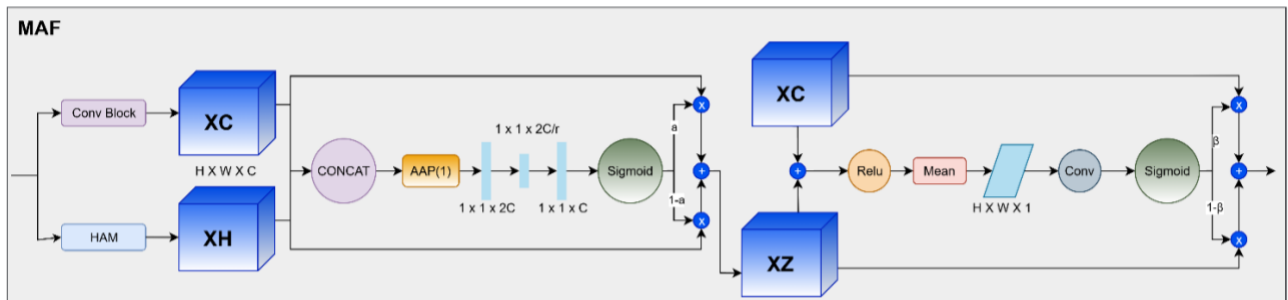 MAF
Conv Block
XC
H X W X C
HAM
XH
CONCAT
AAP(1)
1 x 1 x 2C/r
1 x 1 x 2C
1 x 1 x C
Sigmoid
a
1-a
x
+
x
XC
XZ
+
Relu
Mean
H X W X 1
Conv
Sigmoid
β
1-β
x
+
x